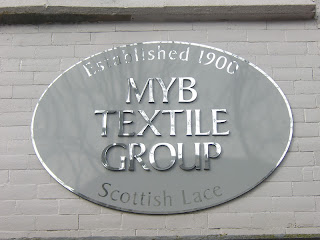 Established 1900
MYB
TEXTILE
GROUP
Scottish Lace